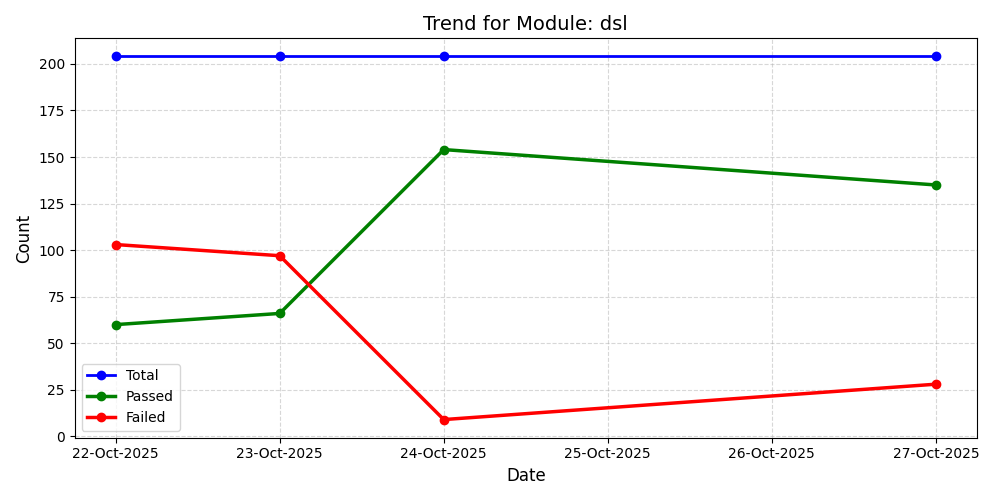 Trend for Module: dsl
Count
200
175
150
125
100
75
50
25
0
Total
Passed
Failed
22-Oct-2025
23-Oct-2025
24-Oct-2025
25-Oct-2025
26-Oct-2025
27-Oct-2025
Date